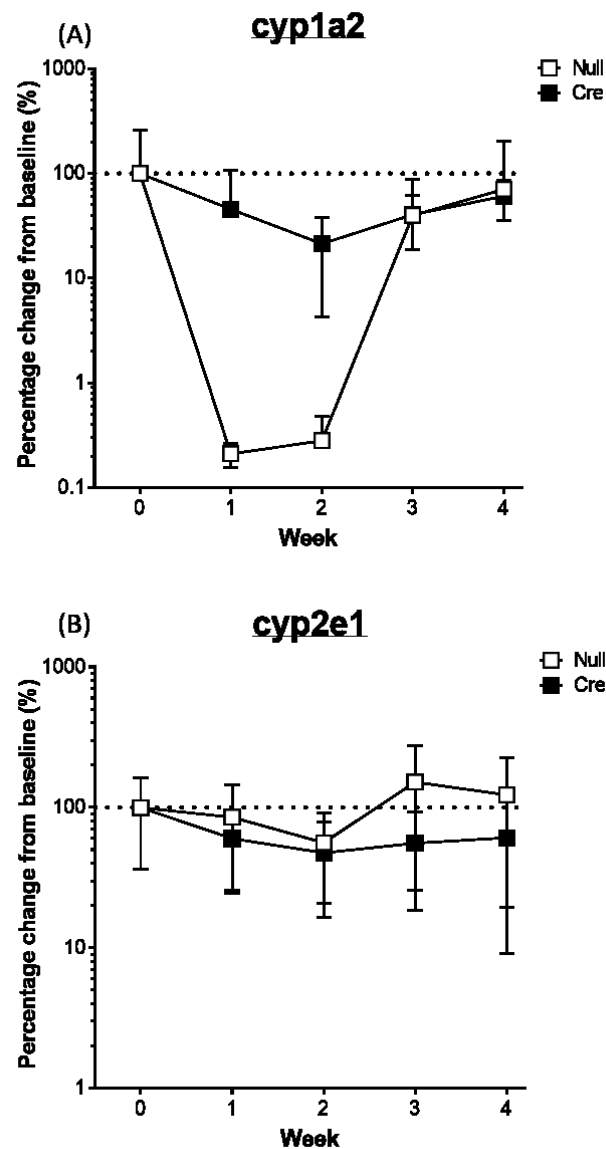 (A)
cyp1a2
Null
Cre
Percentage change from baseline (%)
1000
100
10
1
0.1
0 1 2 3 4
Week
(B)
cyp2e1
Null
Cre
Percentage change from baseline (%)
1000
100
10
1
0 1 2 3 4
Week